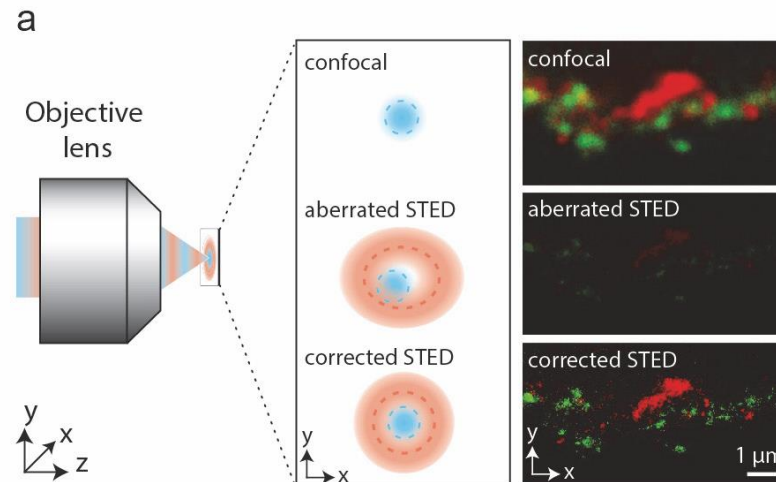 a
Objective
lens
y
x
z
confocal
aberrated STED
corrected STED
y
x
confocal
aberrated STED
corrected STED
y
x
1 μm